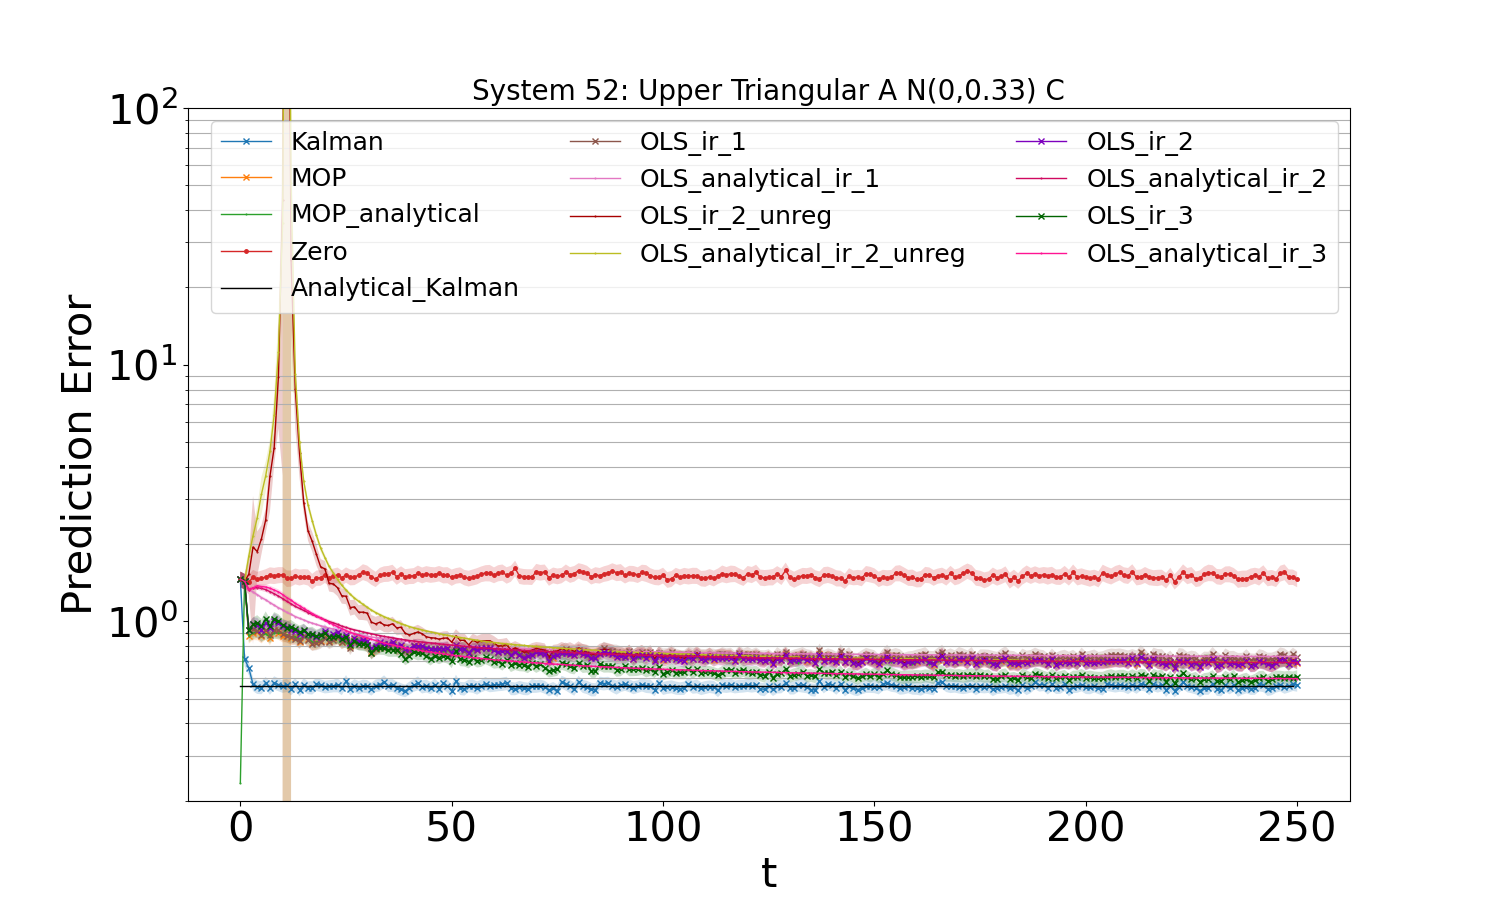 System 52: Upper Triangular A N(0,0.33) C
Prediction Error
10²
10¹
10⁰
Kalman
MOP
MOP_analytical
Zero
Analytical_Kalman
OLS_ir_1
OLS_analytical_ir_1
OLS_ir_2_unreg
OLS_analytical_ir_2_unreg
OLS_ir_2
OLS_analytical_ir_2
OLS_ir_3
OLS_analytical_ir_3
0 50 100 150 200 250
t